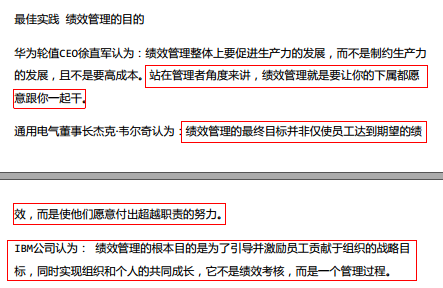 最佳实践 绩效管理的目的
华为轮值CEO徐直军认为：绩效管理整体上要促进生产力的发展，而不是制约生产力
的发展，且不是要高成本。站在管理者角度来讲，绩效管理就是要让你的下属都愿
意跟你一起干。
通用电气董事长杰克·韦尔奇认为：绩效管理的最终目标并非仅使员工达到期望的绩
效，而是使他们愿意付出超越职责的努力。
IBM公司认为： 绩效管理的根本目的是为了引导并激励员工贡献于组织的战略目
标，同时实现组织和个人的共同成长，它不是绩效考核，而是一个管理过程。